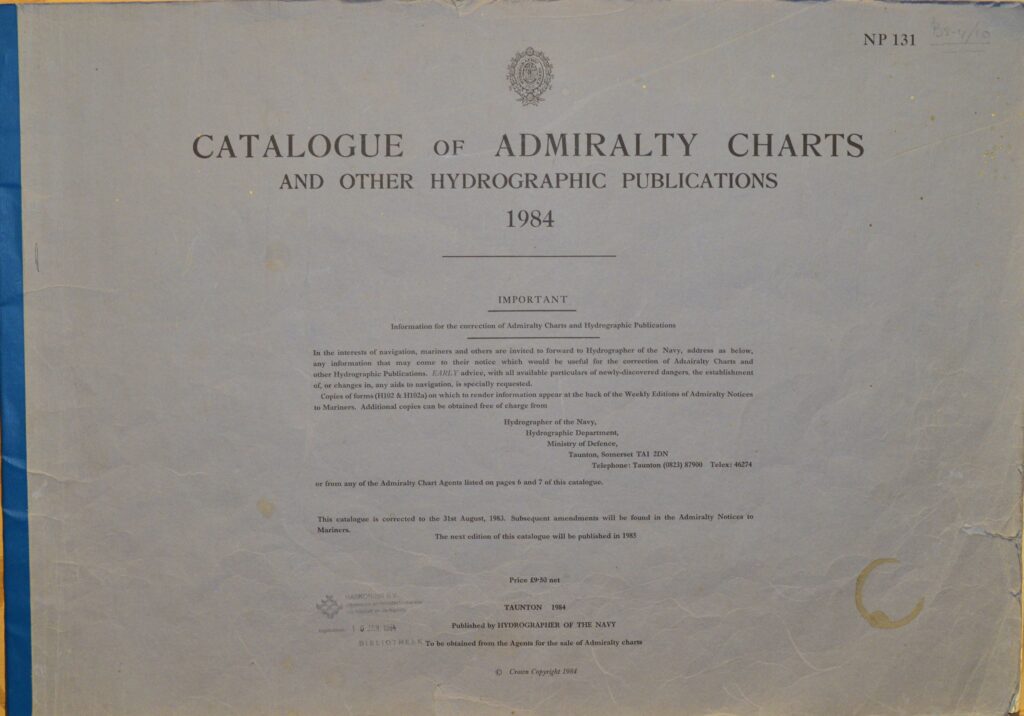 NP 131
CATALOGUE OF ADMIRALTY CHARTS
AND OTHER HYDROGRAPHIC PUBLICATIONS
1984
IMPORTANT
Information for the correction of Admiralty Charts and Hydrographic Publications
In the interests of navigation, mariners and others are invited to forward to Hydrographer of the Navy, address as below,
any information that may come to their notice which would be useful for the correction of Admiralty Charts and
other Hydrographic Publications. EARLY advice, with all available particulars of newly-discovered dangers, the establishment
of, or changes in, any aids to navigation, is specially requested.
Copies of forms (H102 & H102a) on which to render information appear at the back of the Weekly Editions of Admiralty Notices
to Mariners. Additional copies can be obtained free of charge from
Hydrographer of the Navy,
Hydrographic Department,
Ministry of Defence,
Taunton, Somerset TA1 2DN
Telephone: Taunton (0823) 87900 Telex: 46274
or from any of the Admiralty Chart Agents listed on pages 6 and 7 of this catalogue.
This catalogue is corrected to the 31st August, 1983. Subsequent amendments will be found in the Admiralty Notices to
Mariners.
The next edition of this catalogue will be published in 1985
Price £9·50 net
TAUNTON 1984
Published by HYDROGRAPHER OF THE NAVY
BIBLIOTHEEK
To be obtained from the Agents for the sale of Admiralty charts
© Crown Copyright 1984